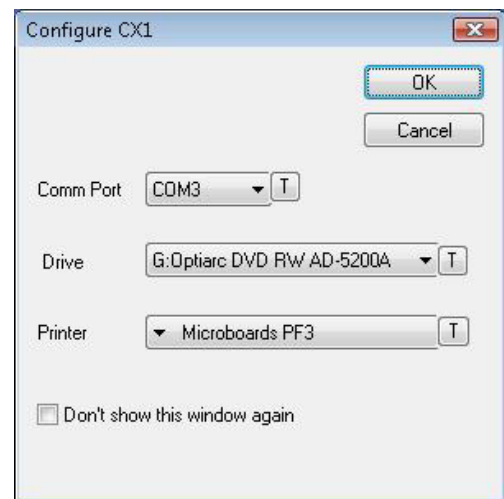 Configure CX1
OK
Cancel
Comm Port COM3 T
Drive G:Optiarc DVD RW AD-5200A T
Printer Microboards PF3 T
Don't show this window again